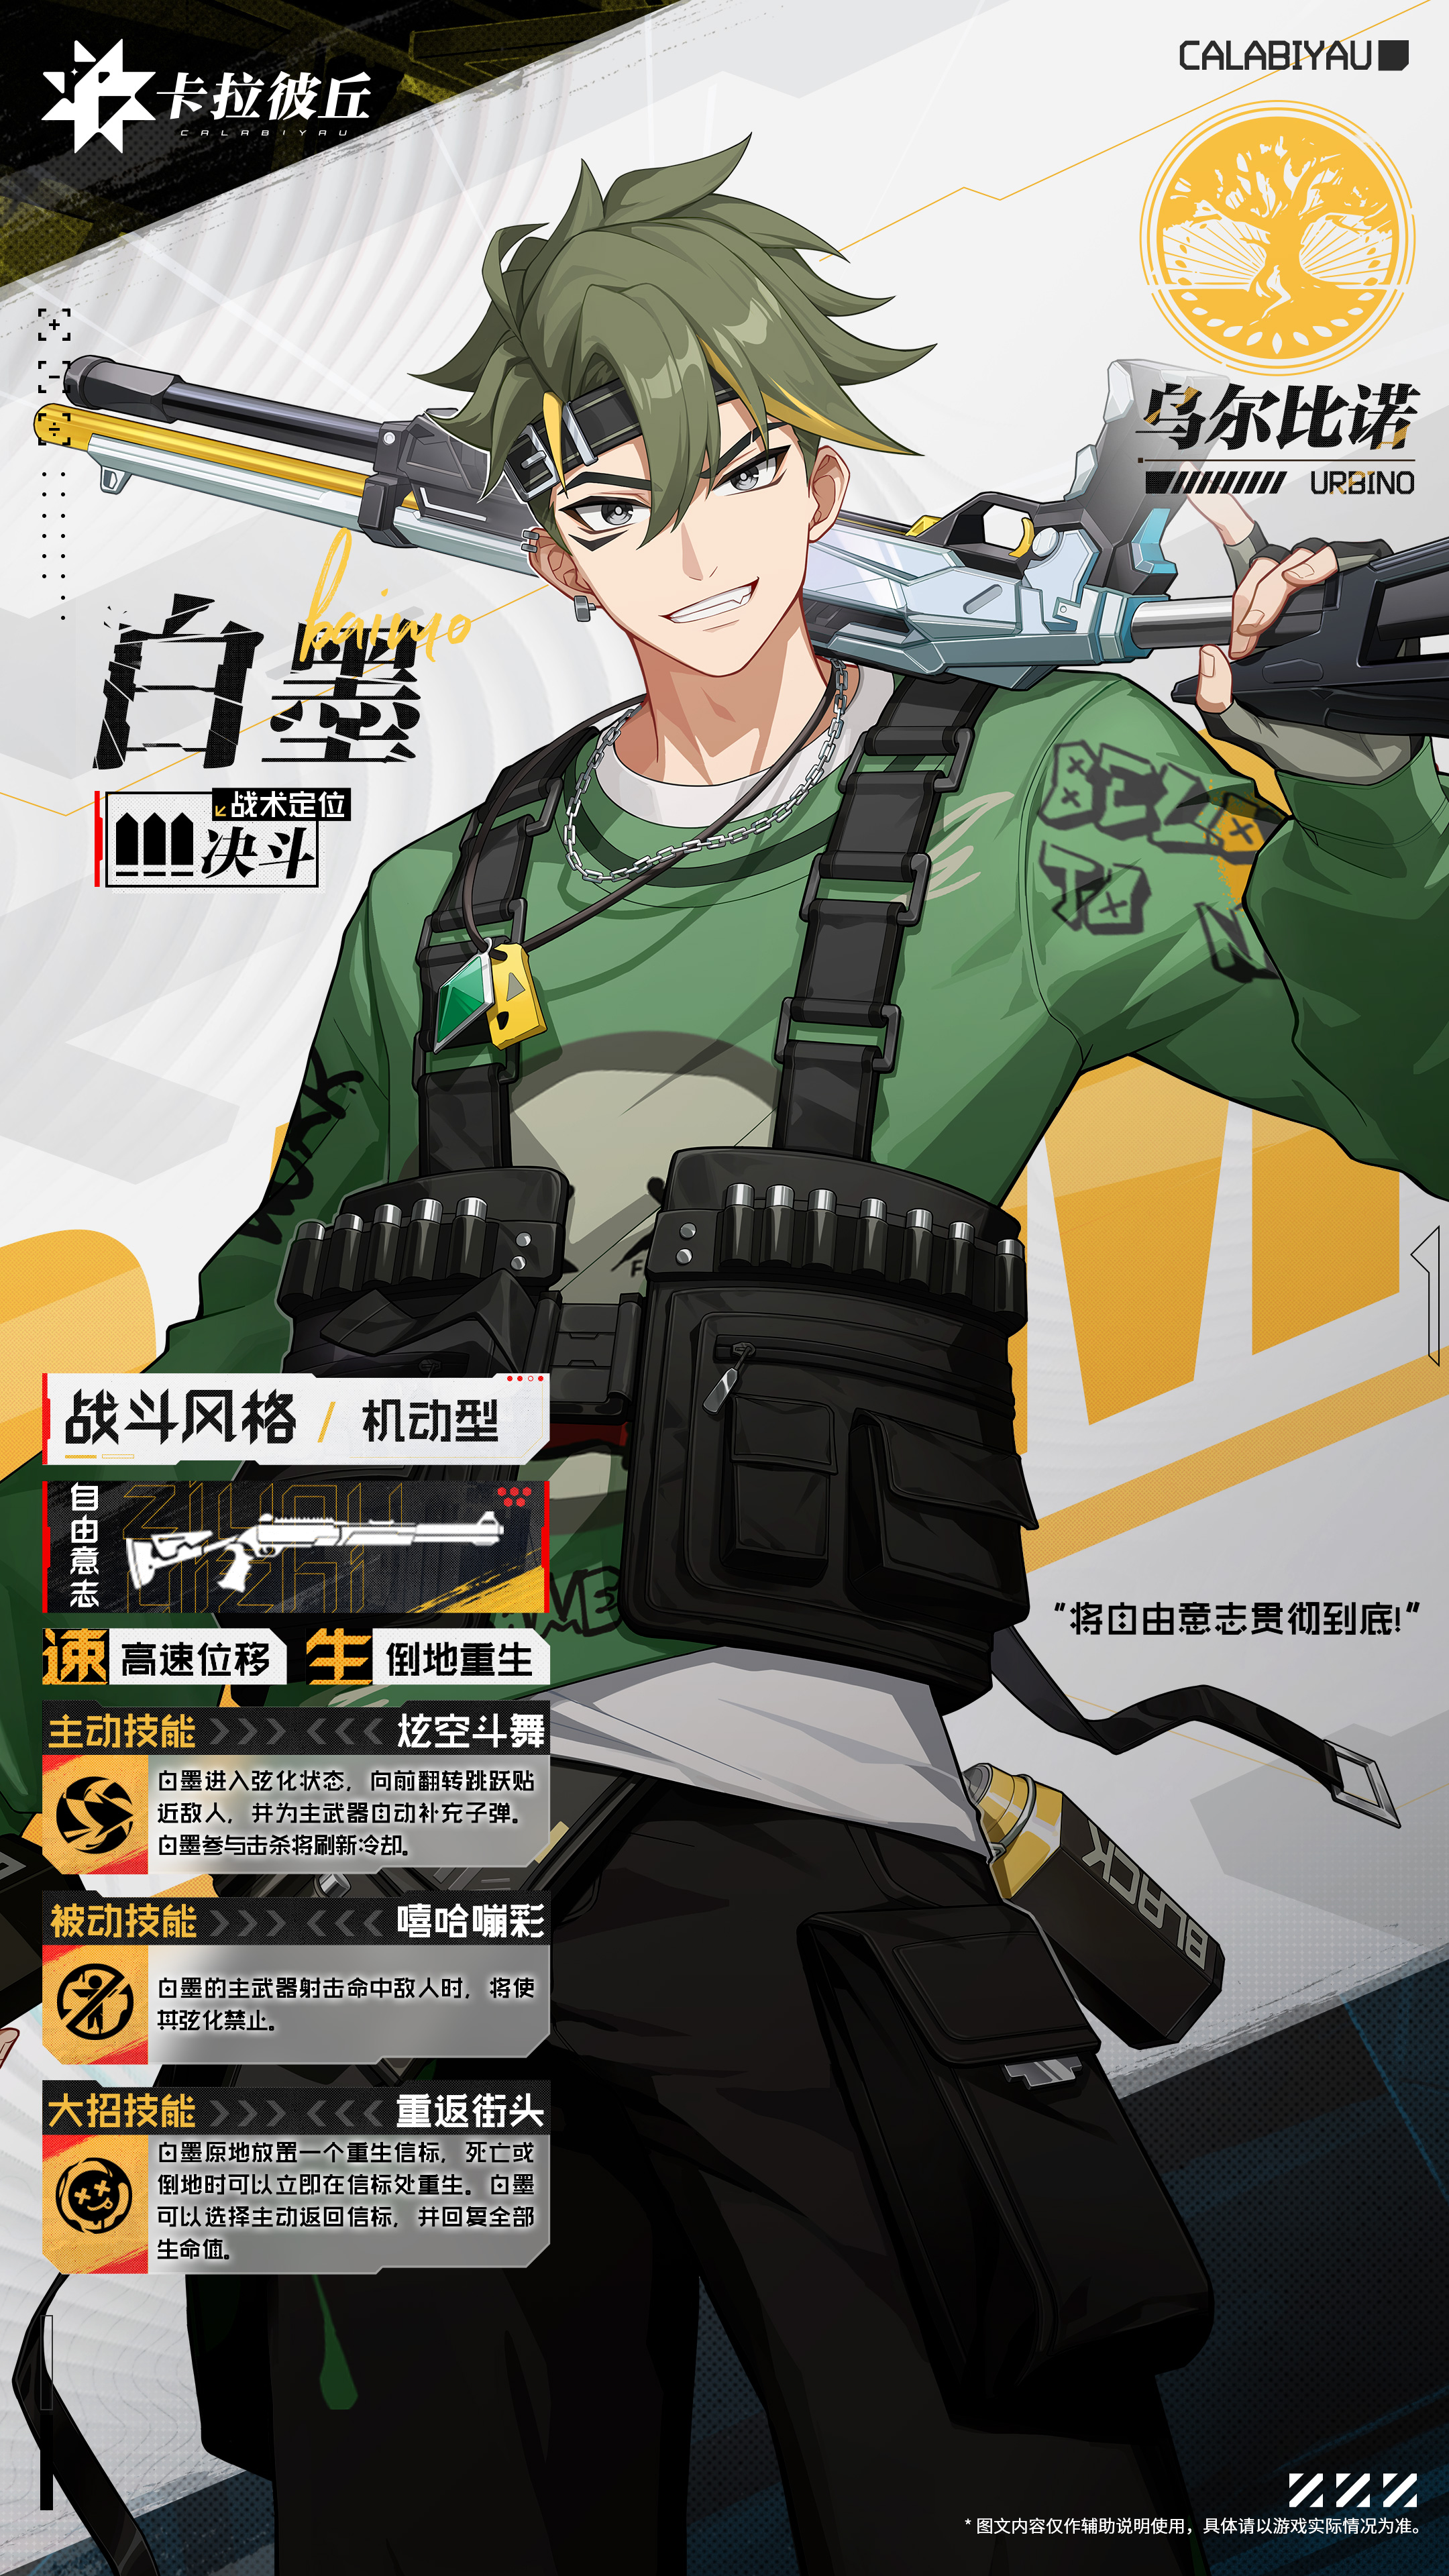 卡拉彼丘
CALABIYAU
CALABIYAU
乌尔比诺
URBINO
baimo
白墨
战术定位
决斗
战斗风格 / 机动型
自由意志
ZIYOU
YIZHI
速 高速位移
生 倒地重生
"将自由意志贯彻到底!"
主动技能 炫空斗舞
白墨进入弦化状态，向前翻转跳跃贴
近敌人，并为主武器自动补充子弹。
白墨参与击杀将刷新冷却。
被动技能 嘻哈嘣彩
白墨的主武器射击命中敌人时，将使
其弦化禁止。
大招技能 重返街头
白墨原地放置一个重生信标，死亡或
倒地时可以立即在信标处重生。白墨
可以选择主动返回信标，并回复全部
生命值。
BLACK
* 图文内容仅作辅助说明使用，具体请以游戏实际情况为准。